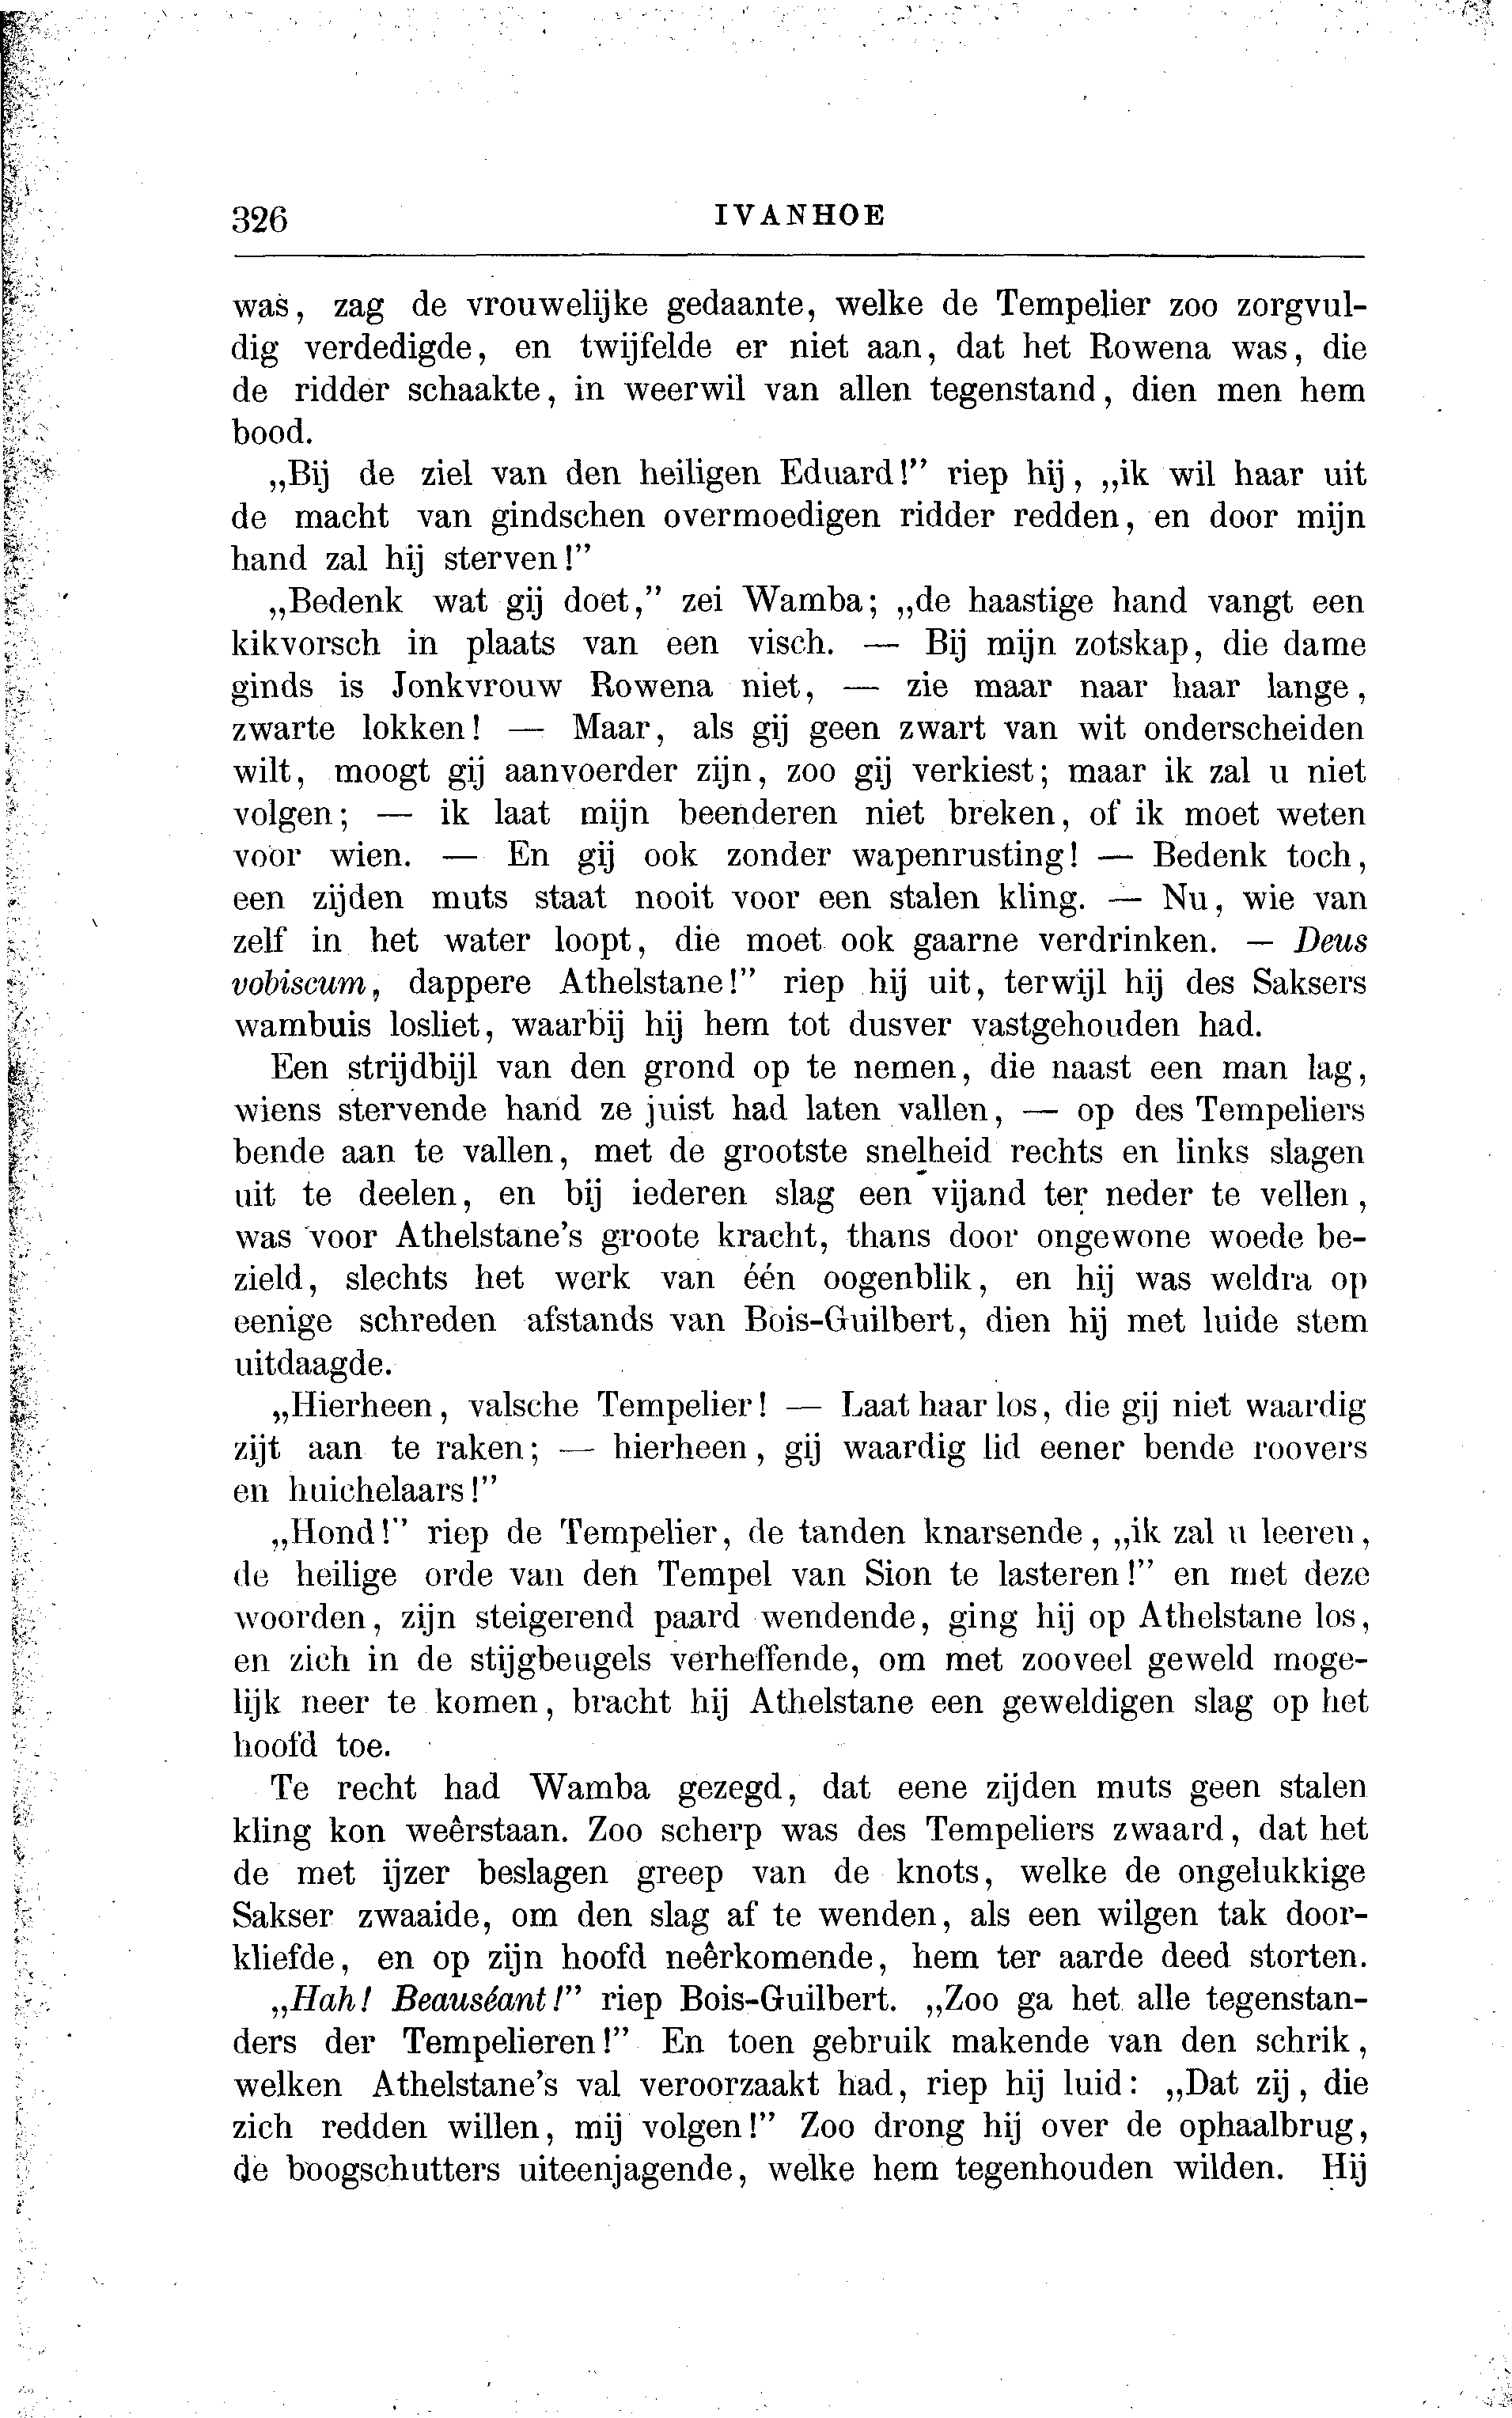 326 IVANHOE
was, zag de vrouwelijke gedaante, welke de Tempelier zoo zorgvul-
dig verdedigde, en twijfelde er niet aan, dat het Rowena was, die
de ridder schaakte, in weerwil van allen tegenstand, dien men hem
bood.
„Bij de ziel van den heiligen Eduard!” riep hij, „ik wil haar uit
de macht van gindschen overmoedigen ridder redden, en door mijn
hand zal hij sterven!”
„Bedenk wat gij doet,” zei Wamba; „de haastige hand vangt een
kikvorsch in plaats van een visch. — Bij mijn zotskap, die dame
ginds is Jonkvrouw Rowena niet, — zie maar naar haar lange,
zwarte lokken! — Maar, als gij geen zwart van wit onderscheiden
wilt, moogt gij aanvoerder zijn, zoo gij verkiest; maar ik zal u niet
volgen; — ik laat mijn beenderen niet breken, of ik moet weten
voor wien. — En gij ook zonder wapenrusting! — Bedenk toch,
een zijden muts staat nooit voor een stalen kling. — Nu, wie van
zelf in het water loopt, die moet ook gaarne verdrinken. — Deus
vobiscum, dappere Athelstane!” riep hij uit, terwijl hij des Saksers
wambuis losliet, waarbij hij hem tot dusver vastgehouden had.
Een strijdbijl van den grond op te nemen, die naast een man lag,
wiens stervende hand ze juist had laten vallen, — op des Tempeliers
bende aan te vallen, met de grootste snelheid rechts en links slagen
uit te deelen, en bij iederen slag een vijand ter neder te vellen,
was voor Athelstane's groote kracht, thans door ongewone woede be-
zield, slechts het werk van één oogenblik, en hij was weldra op
eenige schreden afstands van Bois-Guilbert, dien hij met luide stem
uitdaagde.
„Hierheen, valsche Tempelier! — Laat haar los, die gij niet waardig
zijt aan te raken; — hierheen, gij waardig lid eener bende roovers
en huichelaars!”
„Hond!” riep de Tempelier, de tanden knarsende, „ik zal u leeren,
de heilige orde van den Tempel van Sion te lasteren!” en met deze
woorden, zijn steigerend paard wendende, ging hij op Athelstane los,
en zich in de stijgbeugels verheffende, om met zooveel geweld moge-
lijk neer te komen, bracht hij Athelstane een geweldigen slag op het
hoofd toe.
Te recht had Wamba gezegd, dat eene zijden muts geen stalen
kling kon weêrstaan. Zoo scherp was des Tempeliers zwaard, dat het
de met ijzer beslagen greep van de knots, welke de ongelukkige
Sakser zwaaide, om den slag af te wenden, als een wilgen tak door-
kliefde, en op zijn hoofd neêrkomende, hem ter aarde deed storten.
„Hah! Beauséant!” riep Bois-Guilbert. „Zoo ga het alle tegenstan-
ders der Tempelieren!” En toen gebruik makende van den schrik,
welken Athelstane's val veroorzaakt had, riep hij luid: „Dat zij, die
zich redden willen, mij volgen!” Zoo drong hij over de ophaalbrug,
de boogschutters uiteenjagende, welke hem tegenhouden wilden. Hij